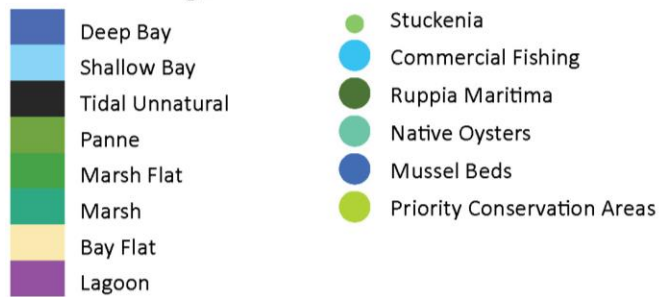 Deep Bay
Shallow Bay
Tidal Unnatural
Panne
Marsh Flat
Marsh
Bay Flat
Lagoon
Stuckenia
Commercial Fishing
Ruppia Maritima
Native Oysters
Mussel Beds
Priority Conservation Areas